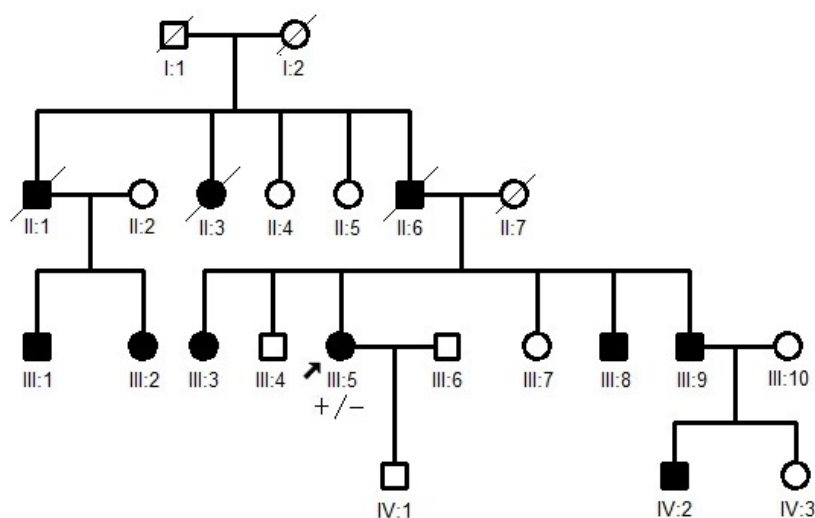 I:1 I:2
II:1 II:2 II:3 II:4 II:5 II:6 II:7
III:1 III:2 III:3 III:4 III:5 III:6 III:7 III:8 III:9 III:10
+/−
IV:1 IV:2 IV:3